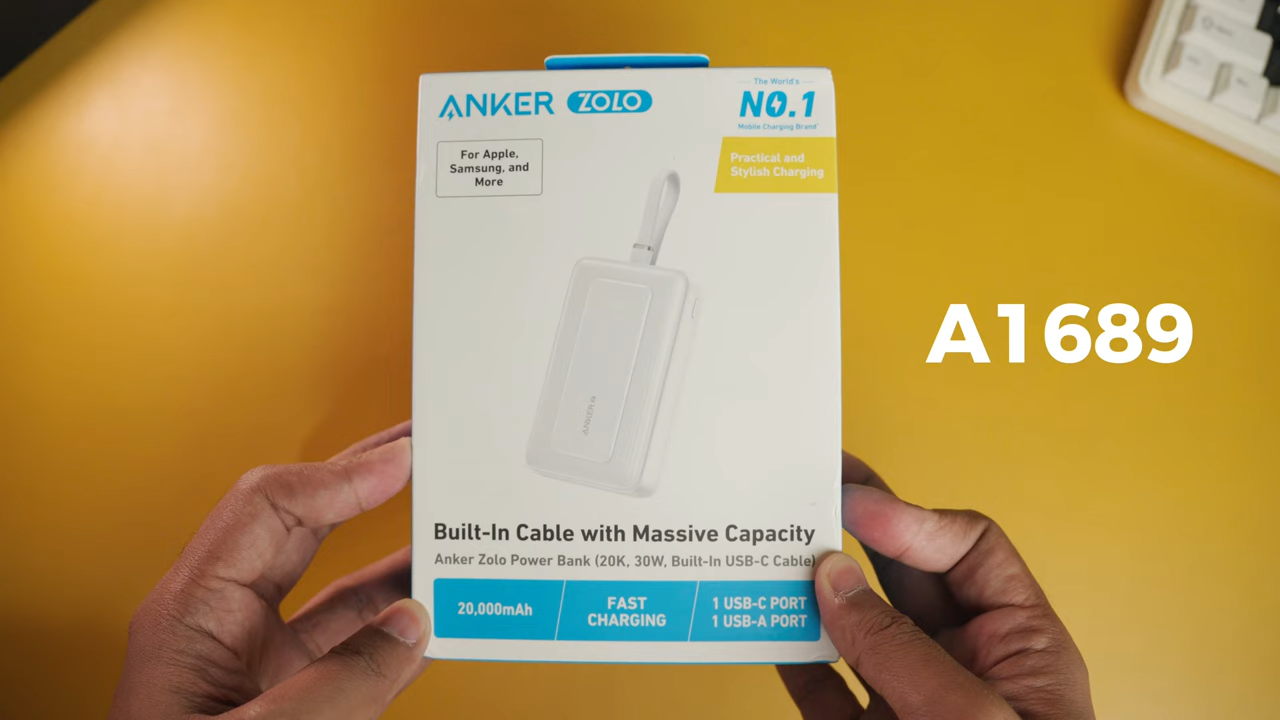 ANKER ZOLO
The World's
NO.1
Mobile Charging Brand*
For Apple,
Samsung, and
More
Practical and
Stylish Charging
ANKER
A1689
Built-In Cable with Massive Capacity
Anker Zolo Power Bank (20K, 30W, Built-In USB-C Cable)
20,000mAh
FAST
CHARGING
1 USB-C PORT
1 USB-A PORT